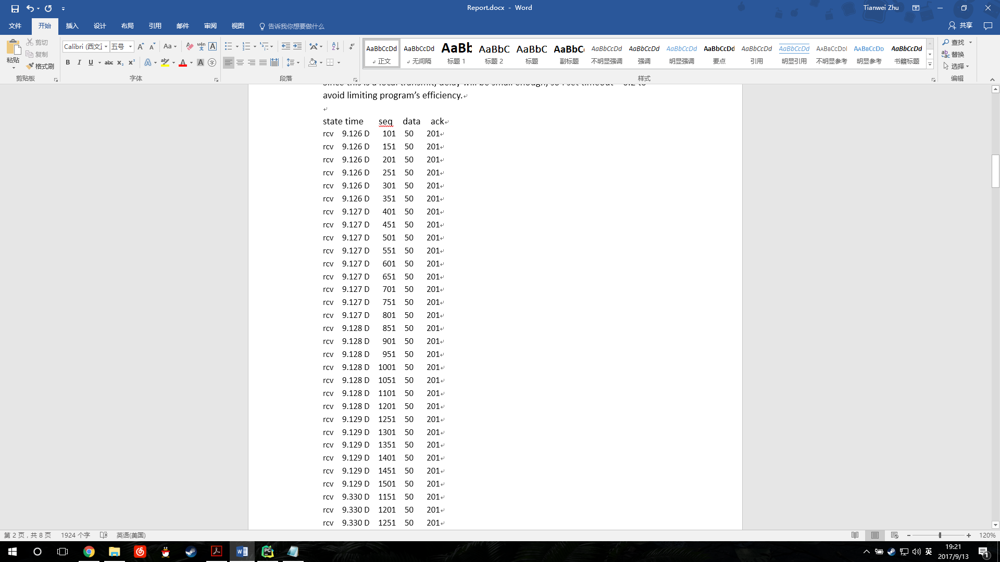 Report.docx - Word
Tianwei Zhu
文件 开始 插入 设计 布局 引用 邮件 审阅 视图 告诉我你想要做什么
共享
粘贴 剪切
复制
格式刷
剪贴板
Calibri (西文正 五号
字体
段落
AaBbCcDd AaBbCcDd AaBb AaBbC AaBbC AaBbC AaBbCcDd AaBbCcDd AaBbCcDd AaBbCcDd AaBbCcDd AaBbCcDd AaBbCcDd AaBbCcDd AaBbCcDd
正文 无间隔 标题 1 标题 2 标题 副标题 不明显强调 强调 明显强调 要点 引用 明显引用 不明显参考 明显参考 书籍标题
样式
查找
替换
选择
编辑
since this is a local transmit, delay will be small enough, so I set timeout = 0.2 to
avoid limiting program's efficiency.
state time seq data ack
rcv 9.126 D 101 50 201
rcv 9.126 D 151 50 201
rcv 9.126 D 201 50 201
rcv 9.126 D 251 50 201
rcv 9.126 D 301 50 201
rcv 9.126 D 351 50 201
rcv 9.127 D 401 50 201
rcv 9.127 D 451 50 201
rcv 9.127 D 501 50 201
rcv 9.127 D 551 50 201
rcv 9.127 D 601 50 201
rcv 9.127 D 651 50 201
rcv 9.127 D 701 50 201
rcv 9.127 D 751 50 201
rcv 9.127 D 801 50 201
rcv 9.128 D 851 50 201
rcv 9.128 D 901 50 201
rcv 9.128 D 951 50 201
rcv 9.128 D 1001 50 201
rcv 9.128 D 1051 50 201
rcv 9.128 D 1101 50 201
rcv 9.128 D 1201 50 201
rcv 9.129 D 1251 50 201
rcv 9.129 D 1301 50 201
rcv 9.129 D 1351 50 201
rcv 9.129 D 1401 50 201
rcv 9.129 D 1451 50 201
rcv 9.129 D 1501 50 201
rcv 9.330 D 1151 50 201
rcv 9.330 D 1201 50 201
rcv 9.330 D 1251 50 201
第 2 页，共 8 页 1924 个字 英语(美国)
120%
英
19:21
2017/9/13